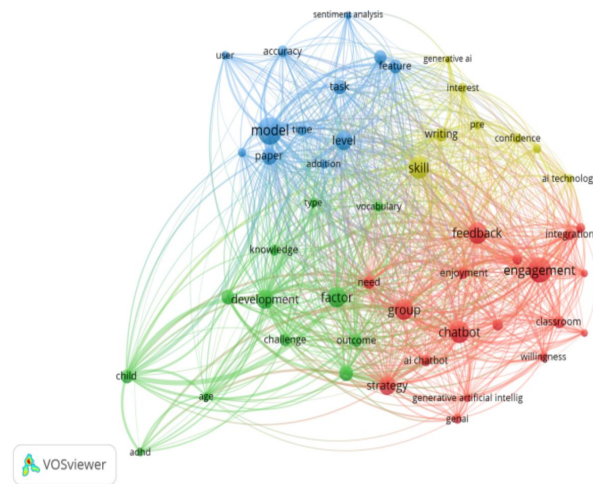 sentiment analysis
user
accuracy
feature
generative ai
task
interest
model
time
level
writing
pre
confidence
paper
addition
skill
ai technolog
type
vocabulary
feedback
integration
knowledge
need
enjoyment
engagement
development
factor
group
chatbot
classroom
challenge
outcome
ai chatbot
willingness
child
age
strategy
generative artificial intellig
genai
adhd
VOSviewer